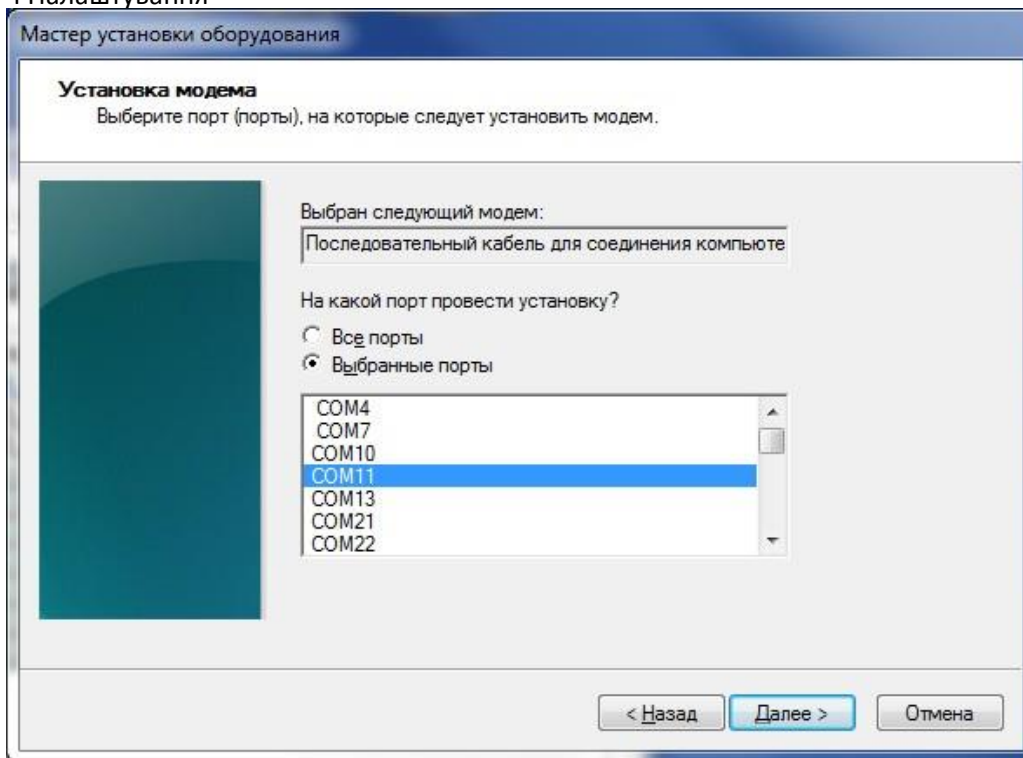 Налаштування
Мастер установки оборудования
Установка модема
Выберите порт (порты), на которые следует установить модем.
Выбран следующий модем:
Последовательный кабель для соединения компьюте
На какой порт провести установку?
Все порты
Выбранные порты
COM4
COM7
COM10
COM11
COM13
COM21
COM22
< Назад
Далее >
Отмена